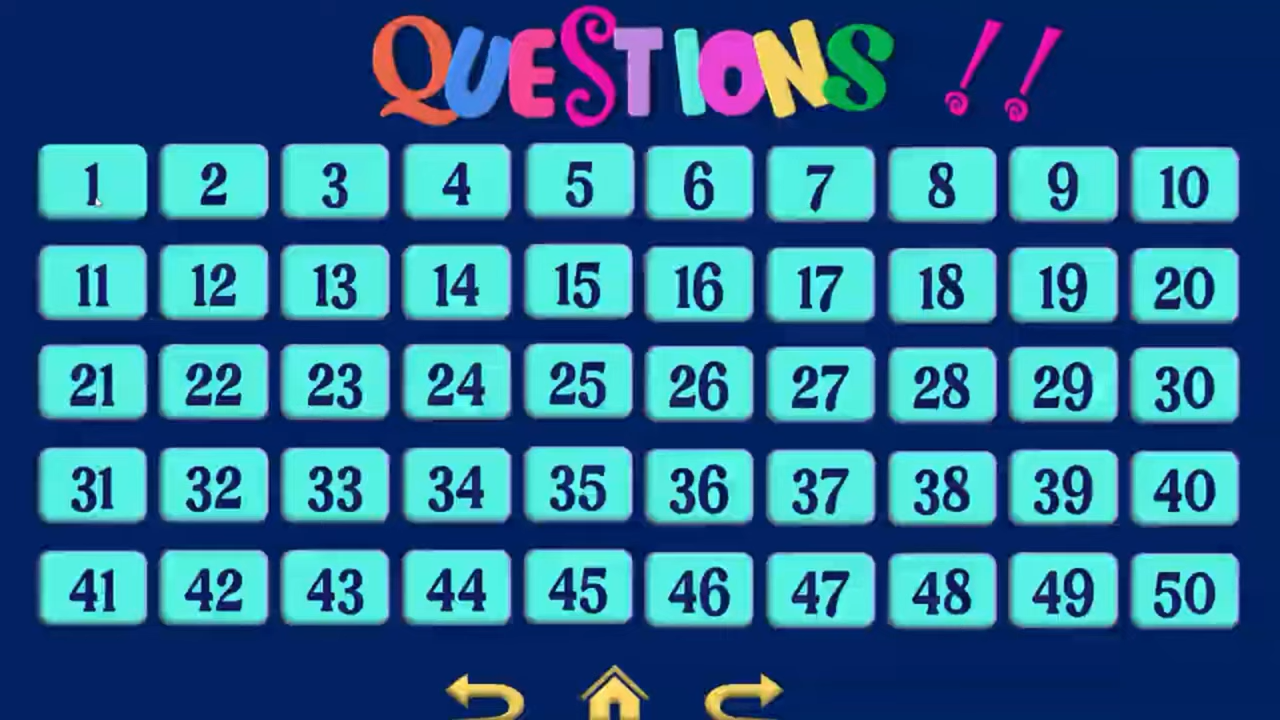 QUESTIONS !!
1 2 3 4 5 6 7 8 9 10
11 12 13 14 15 16 17 18 19 20
21 22 23 24 25 26 27 28 29 30
31 32 33 34 35 36 37 38 39 40
41 42 43 44 45 46 47 48 49 50